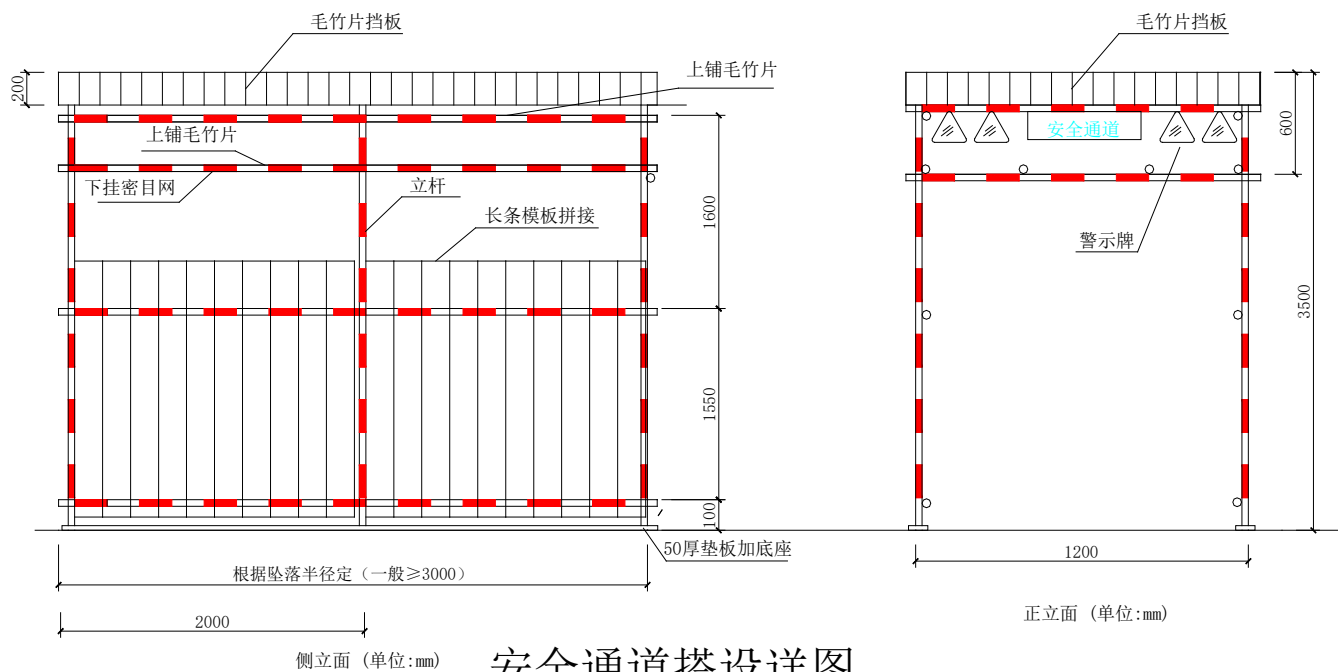 毛竹片挡板
毛竹片挡板
上铺毛竹片
200
安全通道
600
上铺毛竹片
下挂密目网
立杆
长条模板拼接
1600
警示牌
3500
1550
100
50厚垫板加底座
1200
根据坠落半径定（一般≥3000）
2000
正立面 (单位:mm)
侧立面 (单位:mm)
安全通道搭设详图